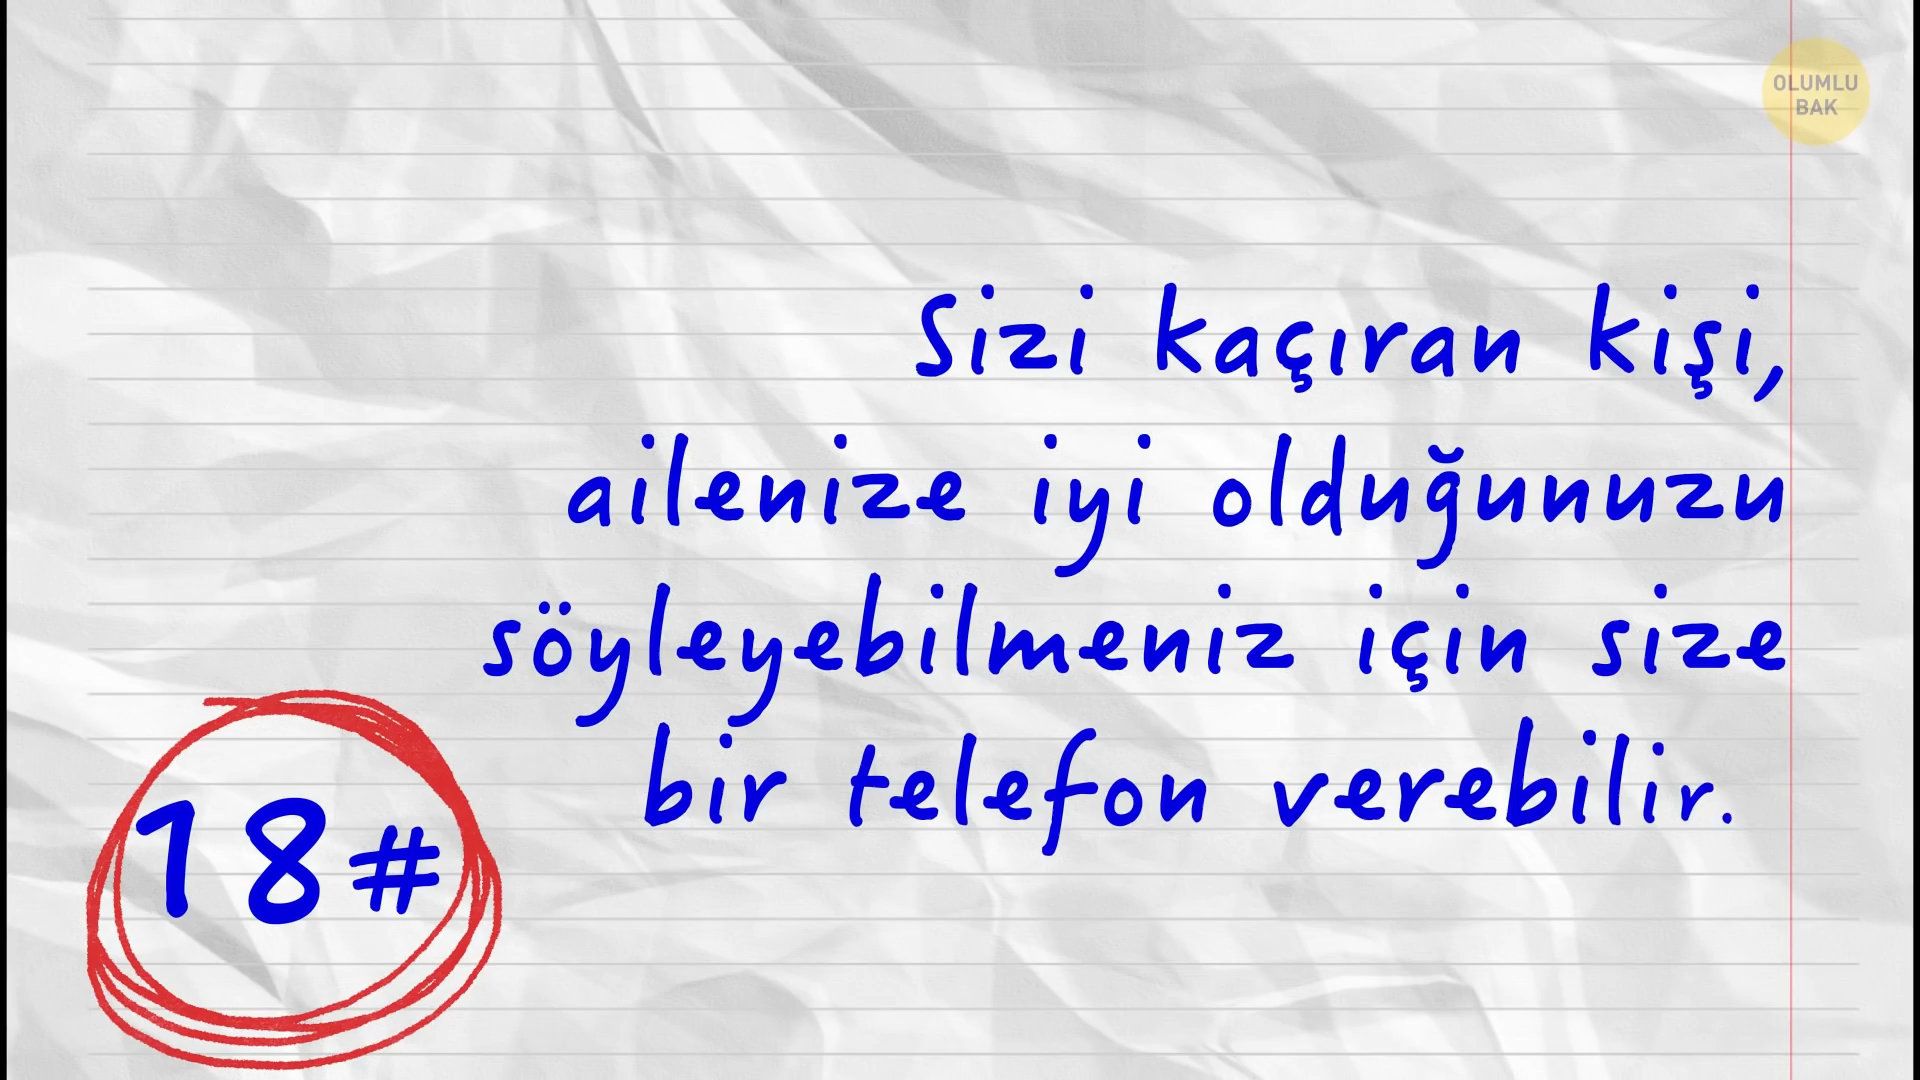 OLUMLU
BAK
Sizi kaçıran kişi,
ailenize iyi olduğunuzu
söyleyebilmeniz için size
bir telefon verebilir.
18#